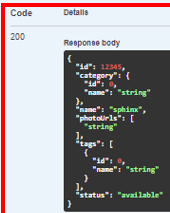 Code Details
200
Response body
{
  "id": 12345,
  "category": {
    "id": 0,
    "name": "string"
  },
  "name": "sphinx",
  "photoUrls": [
    "string"
  ],
  "tags": [
    {
      "id": 0,
      "name": "string"
    }
  ],
  "status": "available"
}